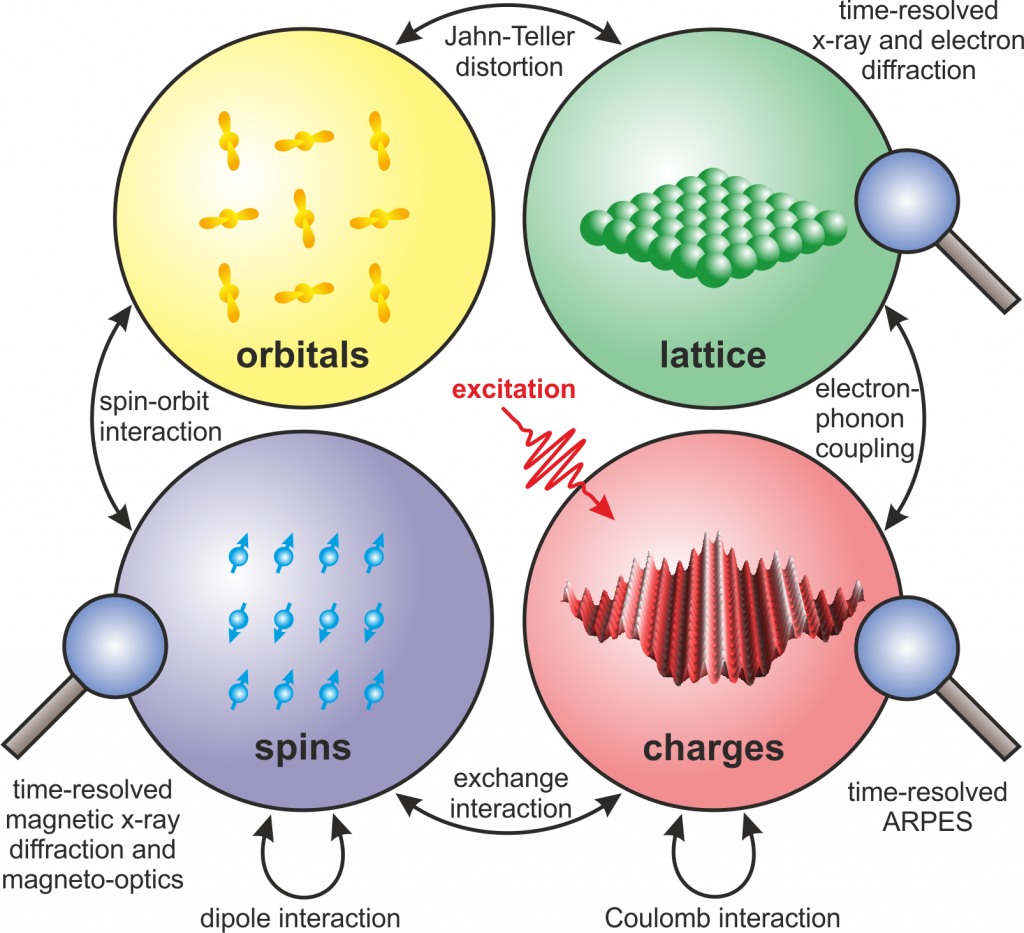 Jahn-Teller
distortion
time-resolved
x-ray and electron
diffraction
orbitals
lattice
spin-orbit
interaction
excitation
electron-
phonon
coupling
spins
charges
time-resolved
magnetic x-ray
diffraction and
magneto-optics
exchange
interaction
time-resolved
ARPES
dipole interaction
Coulomb interaction